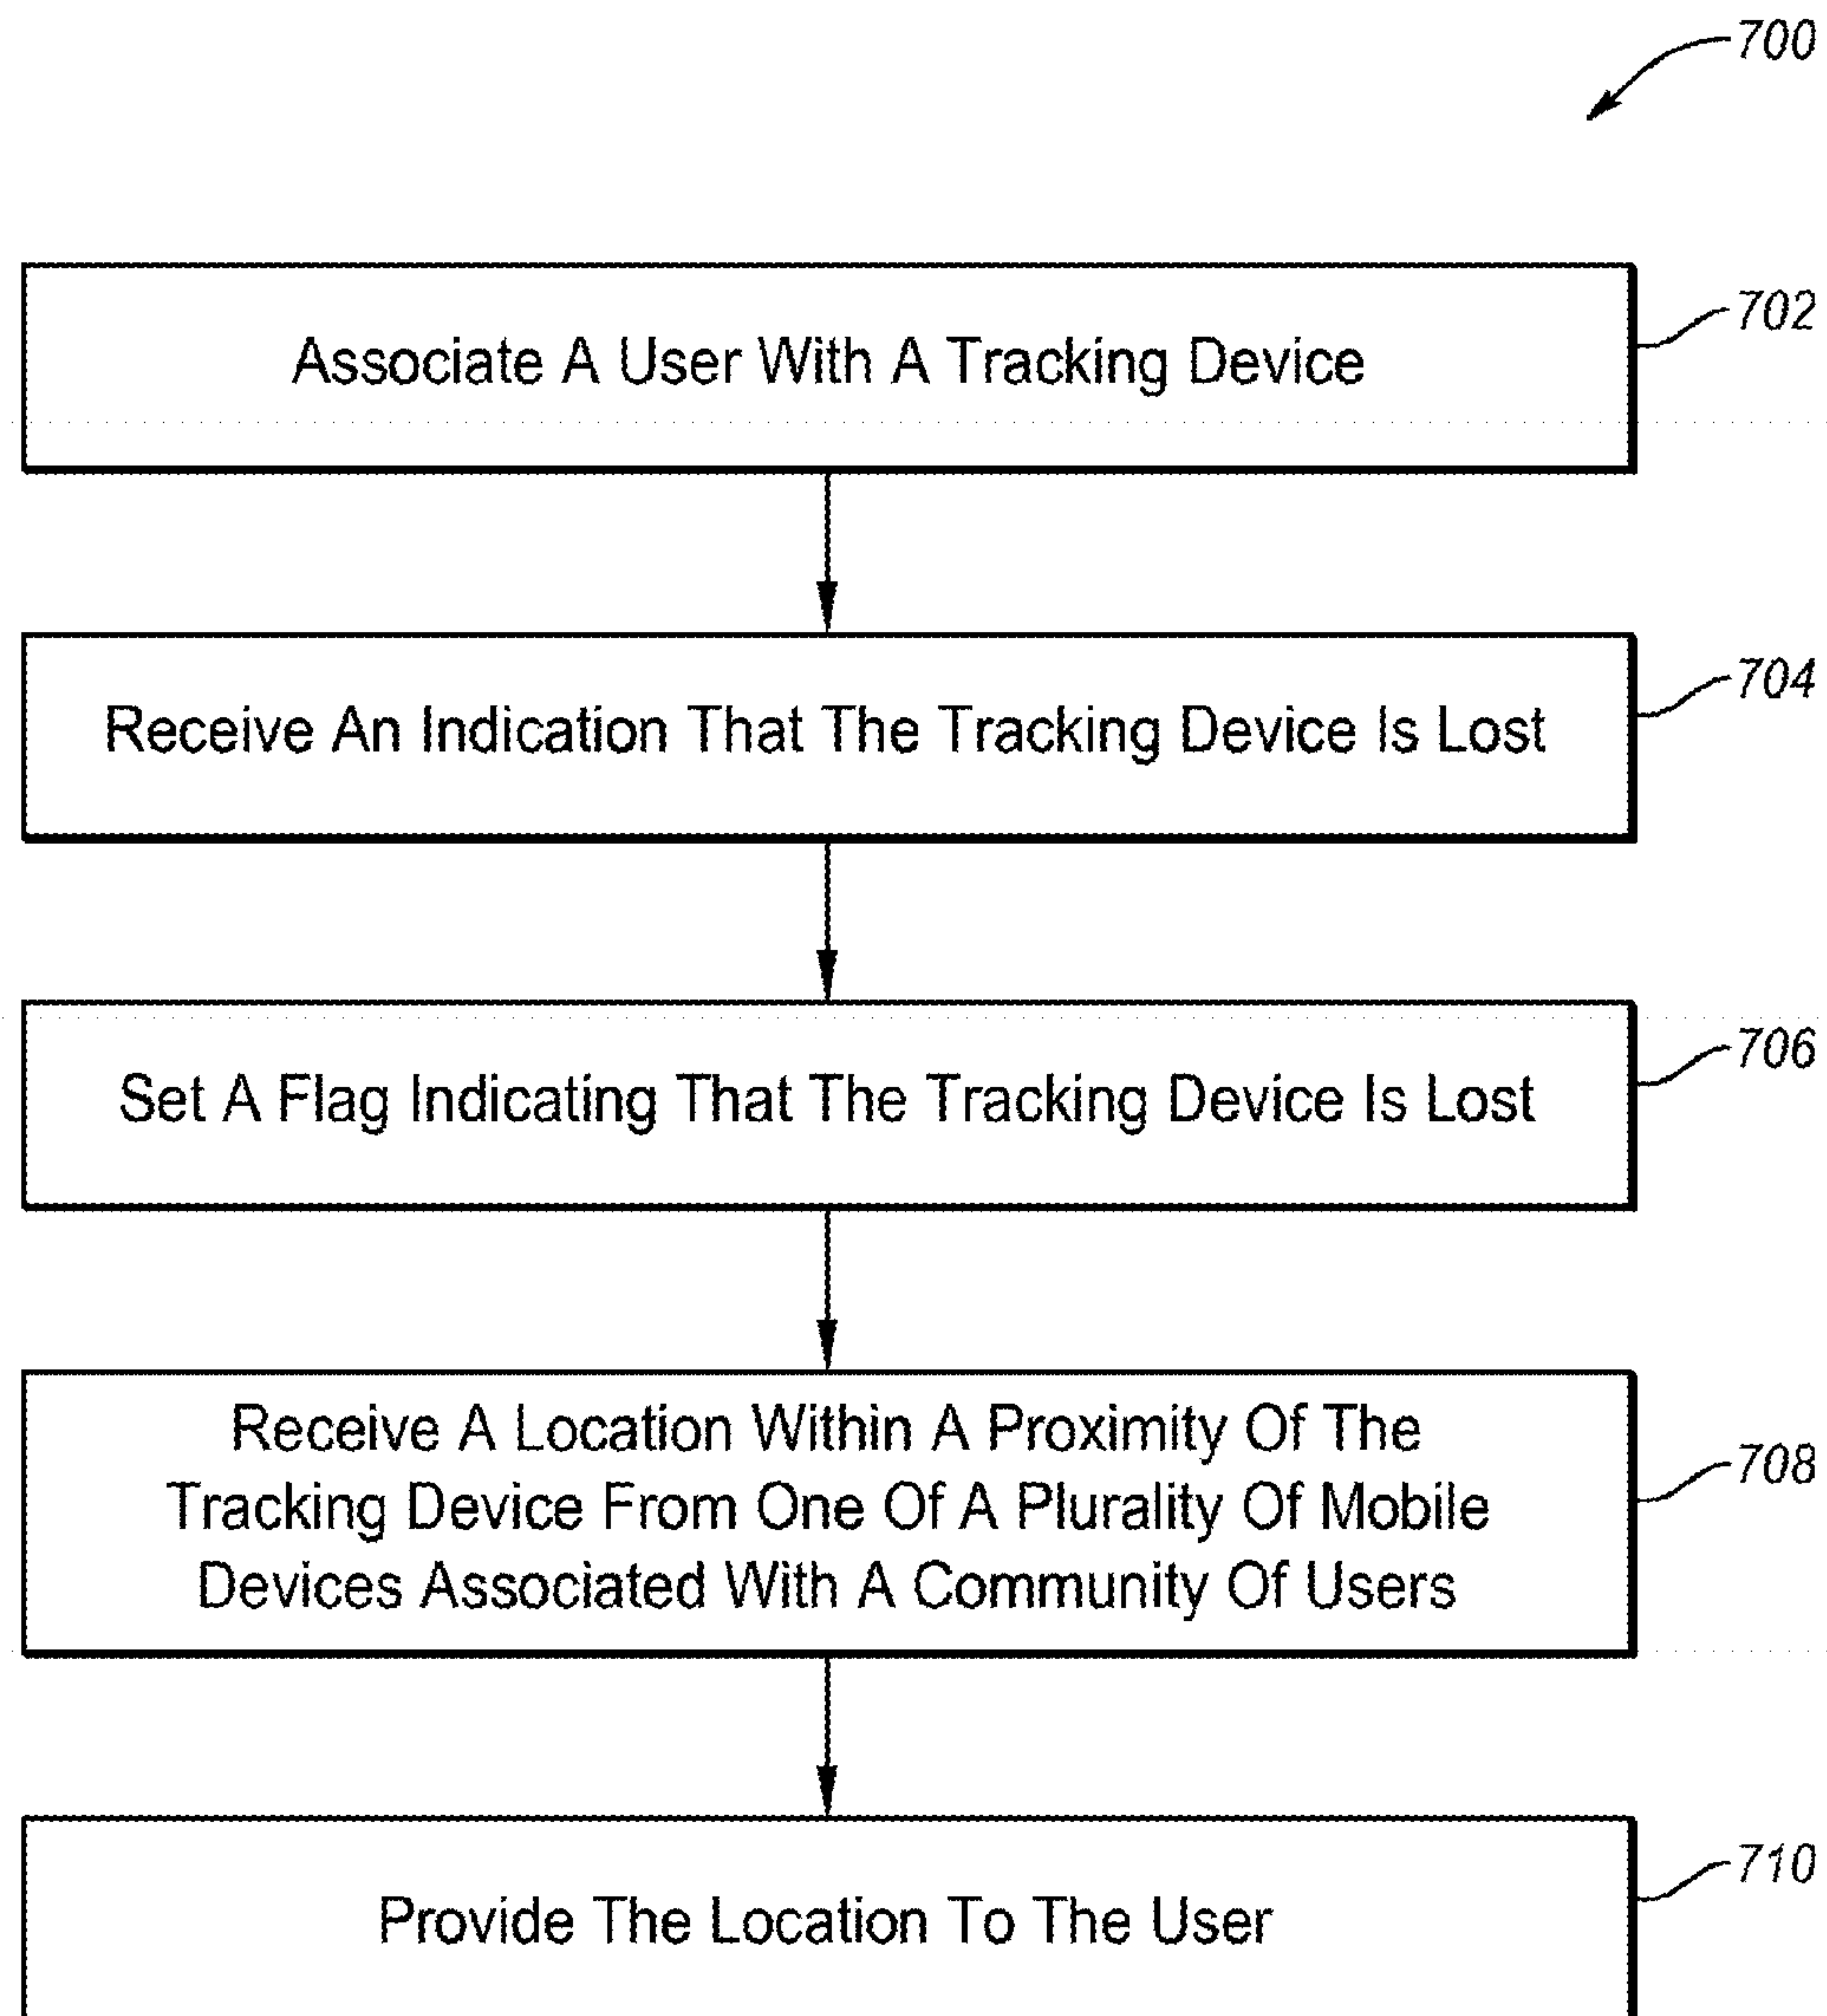 700
Associate A User With A Tracking Device
702
Receive An Indication That The Tracking Device Is Lost
704
Set A Flag Indicating That The Tracking Device Is Lost
706
Receive A Location Within A Proximity Of The
Tracking Device From One Of A Plurality Of Mobile
Devices Associated With A Community Of Users
708
Provide The Location To The User
710